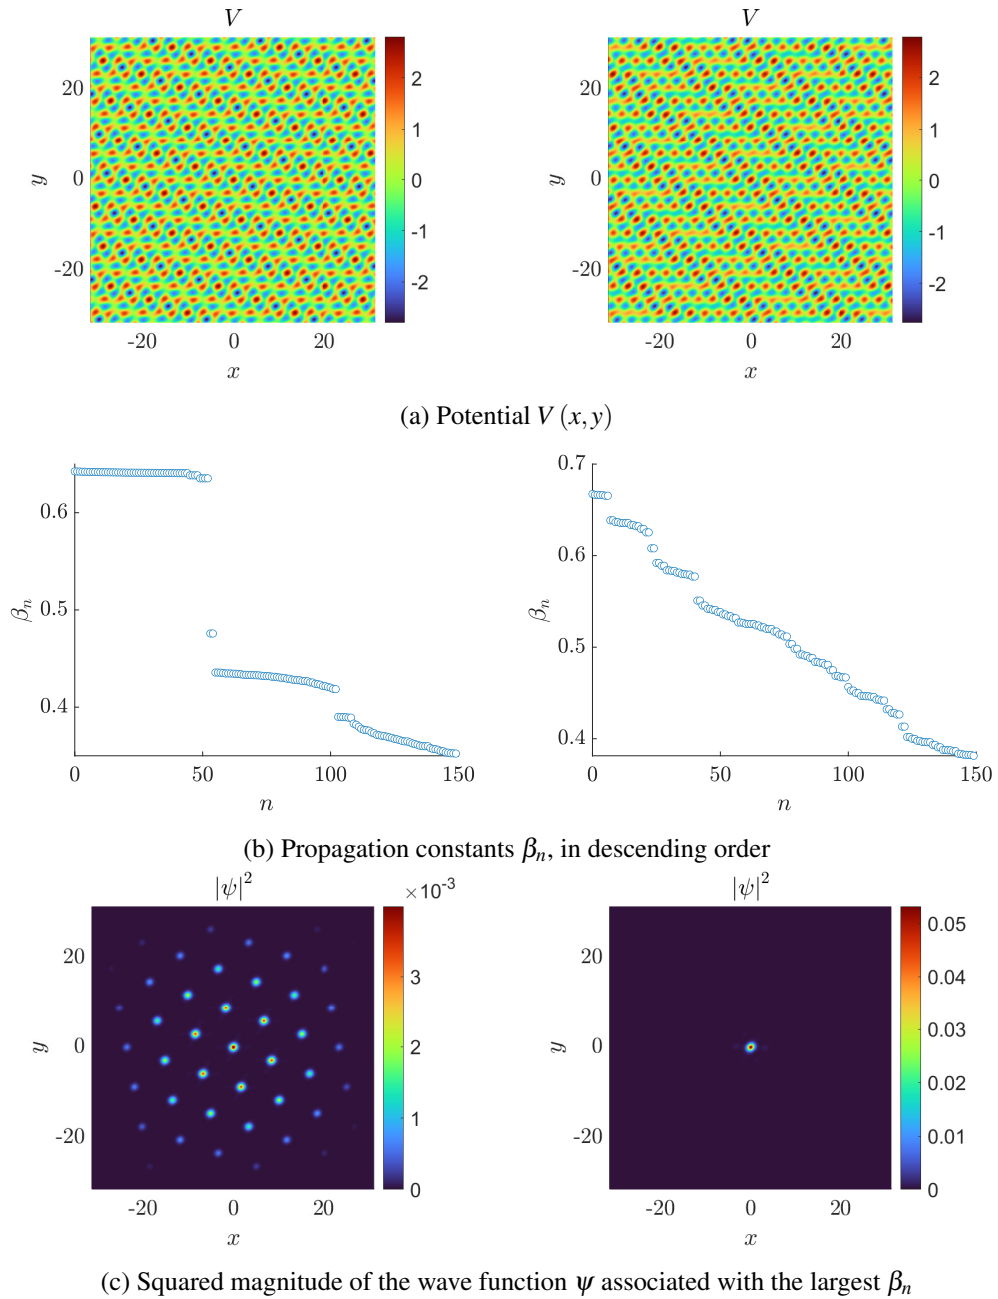 V V
20
0
-20
y
-20 0 20
x
2
1
0
-1
-2
20
0
-20
y
-20 0 20
x
2
1
0
-1
-2
(a) Potential V (x,y)
0.6
0.5
0.4
βn
0 50 100 150
n
0.7
0.6
0.5
0.4
βn
0 50 100 150
n
(b) Propagation constants βn, in descending order
|ψ|² ×10⁻³ |ψ|²
20
0
-20
y
-20 0 20
x
3
2
1
0
20
0
-20
y
-20 0 20
x
0.05
0.04
0.03
0.02
0.01
0
(c) Squared magnitude of the wave function ψ associated with the largest βn